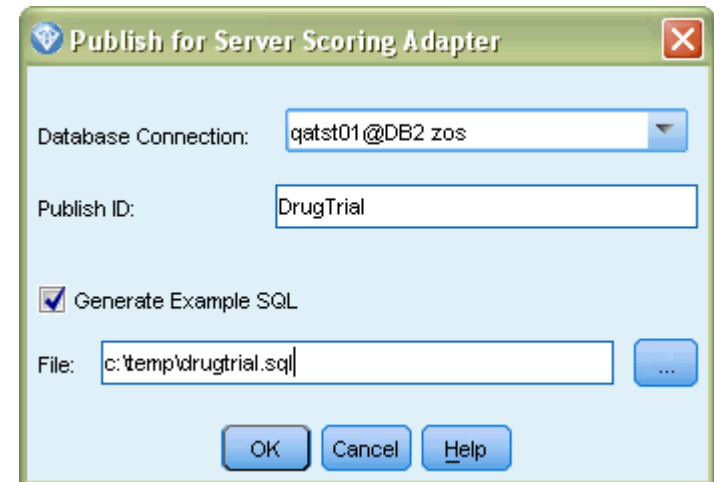 Publish for Server Scoring Adapter
Database Connection: qatst01@DB2 zos
Publish ID: DrugTrial
Generate Example SQL
File: c:\temp\drugtrial.sql ...
OK Cancel Help